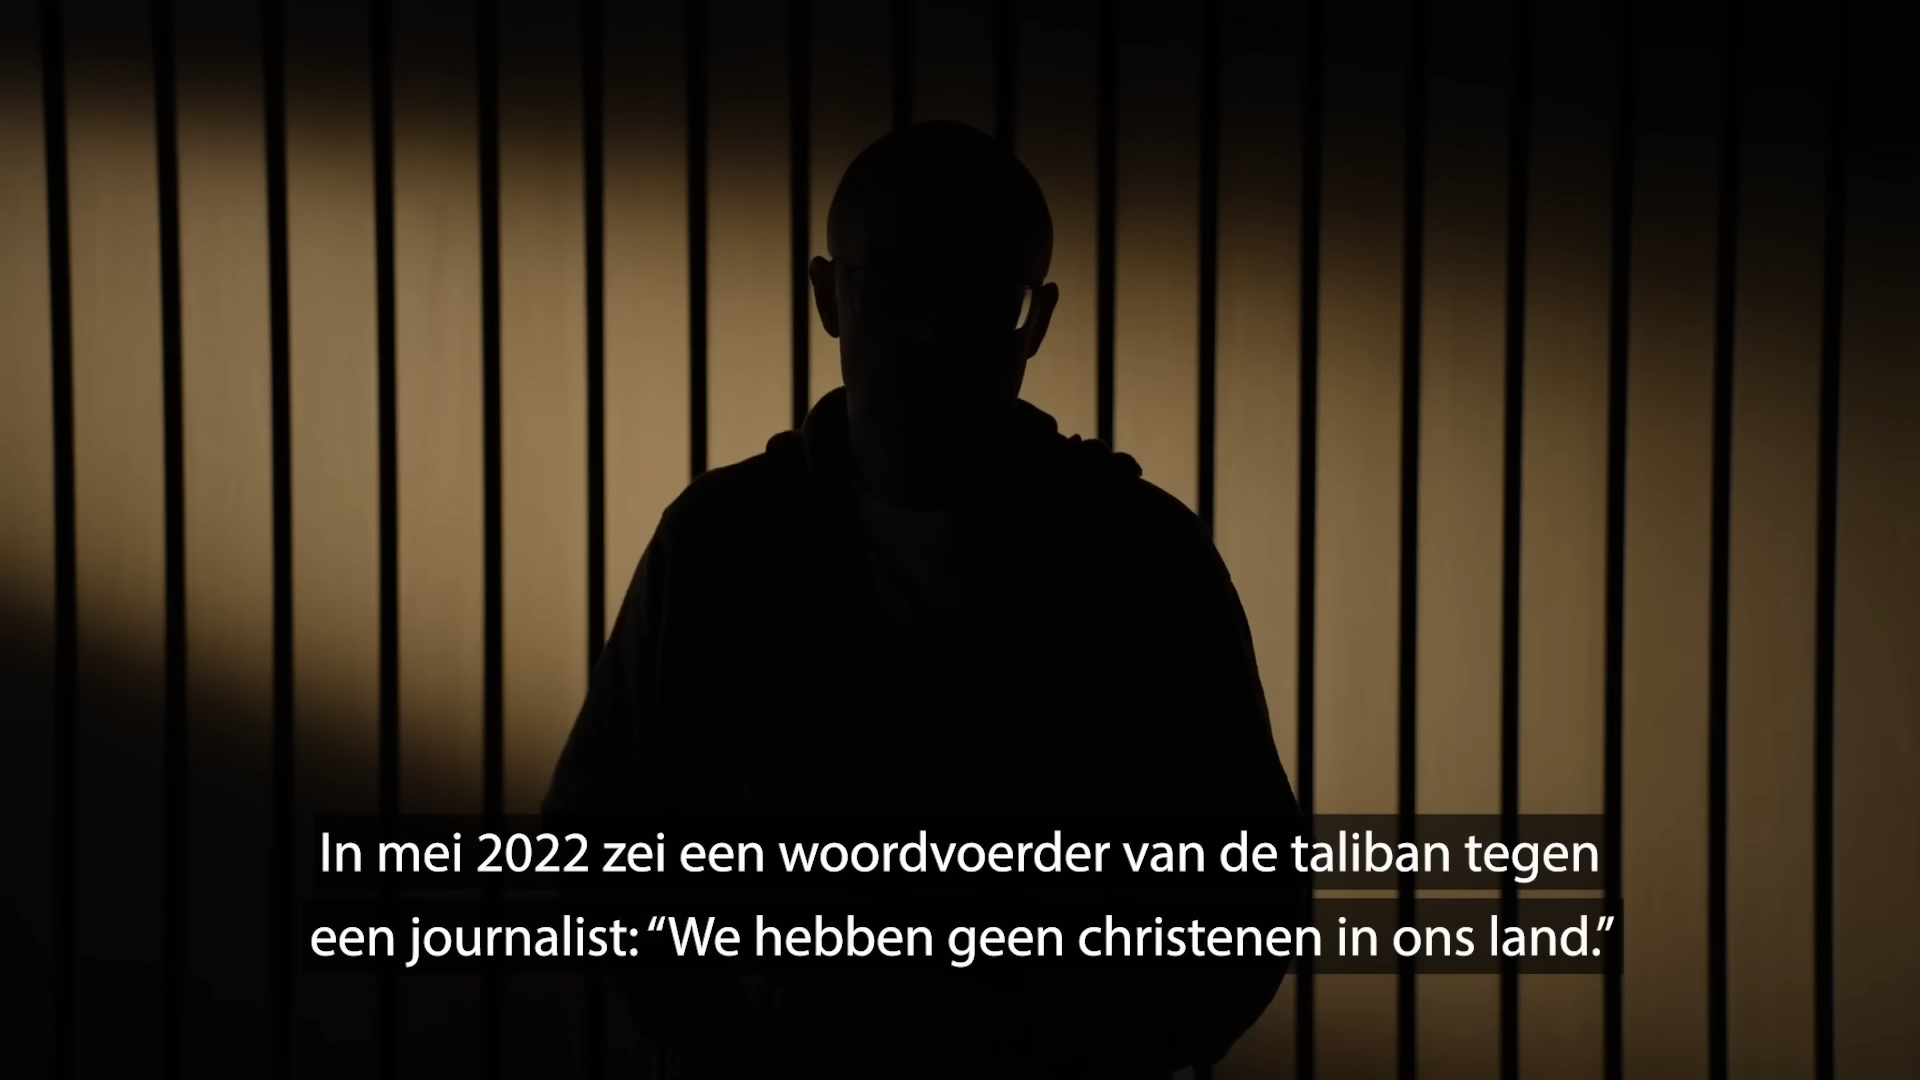 In mei 2022 zei een woordvoerder van de taliban tegen
een journalist: “We hebben geen christenen in ons land.”